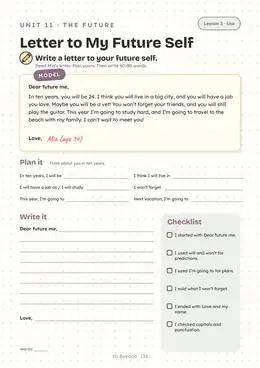 UNIT 11 · THE FUTURE
Lesson 3 · Use
Letter to My Future Self
Write a letter to your future self.
Read Mia's letter. Plan yours. Then write 60–80 words.
MODEL
Dear future me,
In ten years, you will be 24. I think you will live in a big city, and you will have a job
you love. Maybe you will be a vet! You won't forget your friends, and you will still
play the guitar. This year I'm going to study hard, and I'm going to travel to the
beach with my family. I can't wait to meet you!
Love, Mia (age 14)
Plan it Think about you in ten years.
In ten years, I will be
I think I will live in
I will have a job as / I will study
I won't forget
This year, I'm going to
Next vacation, I'm going to
Write it
Dear future me,
Love,
Words:
Checklist
I started with Dear future me,
I used will and won't for
predictions.
I used I'm going to for plans.
I said what I won't forget.
I ended with Love and my
name.
I checked capitals and
punctuation.